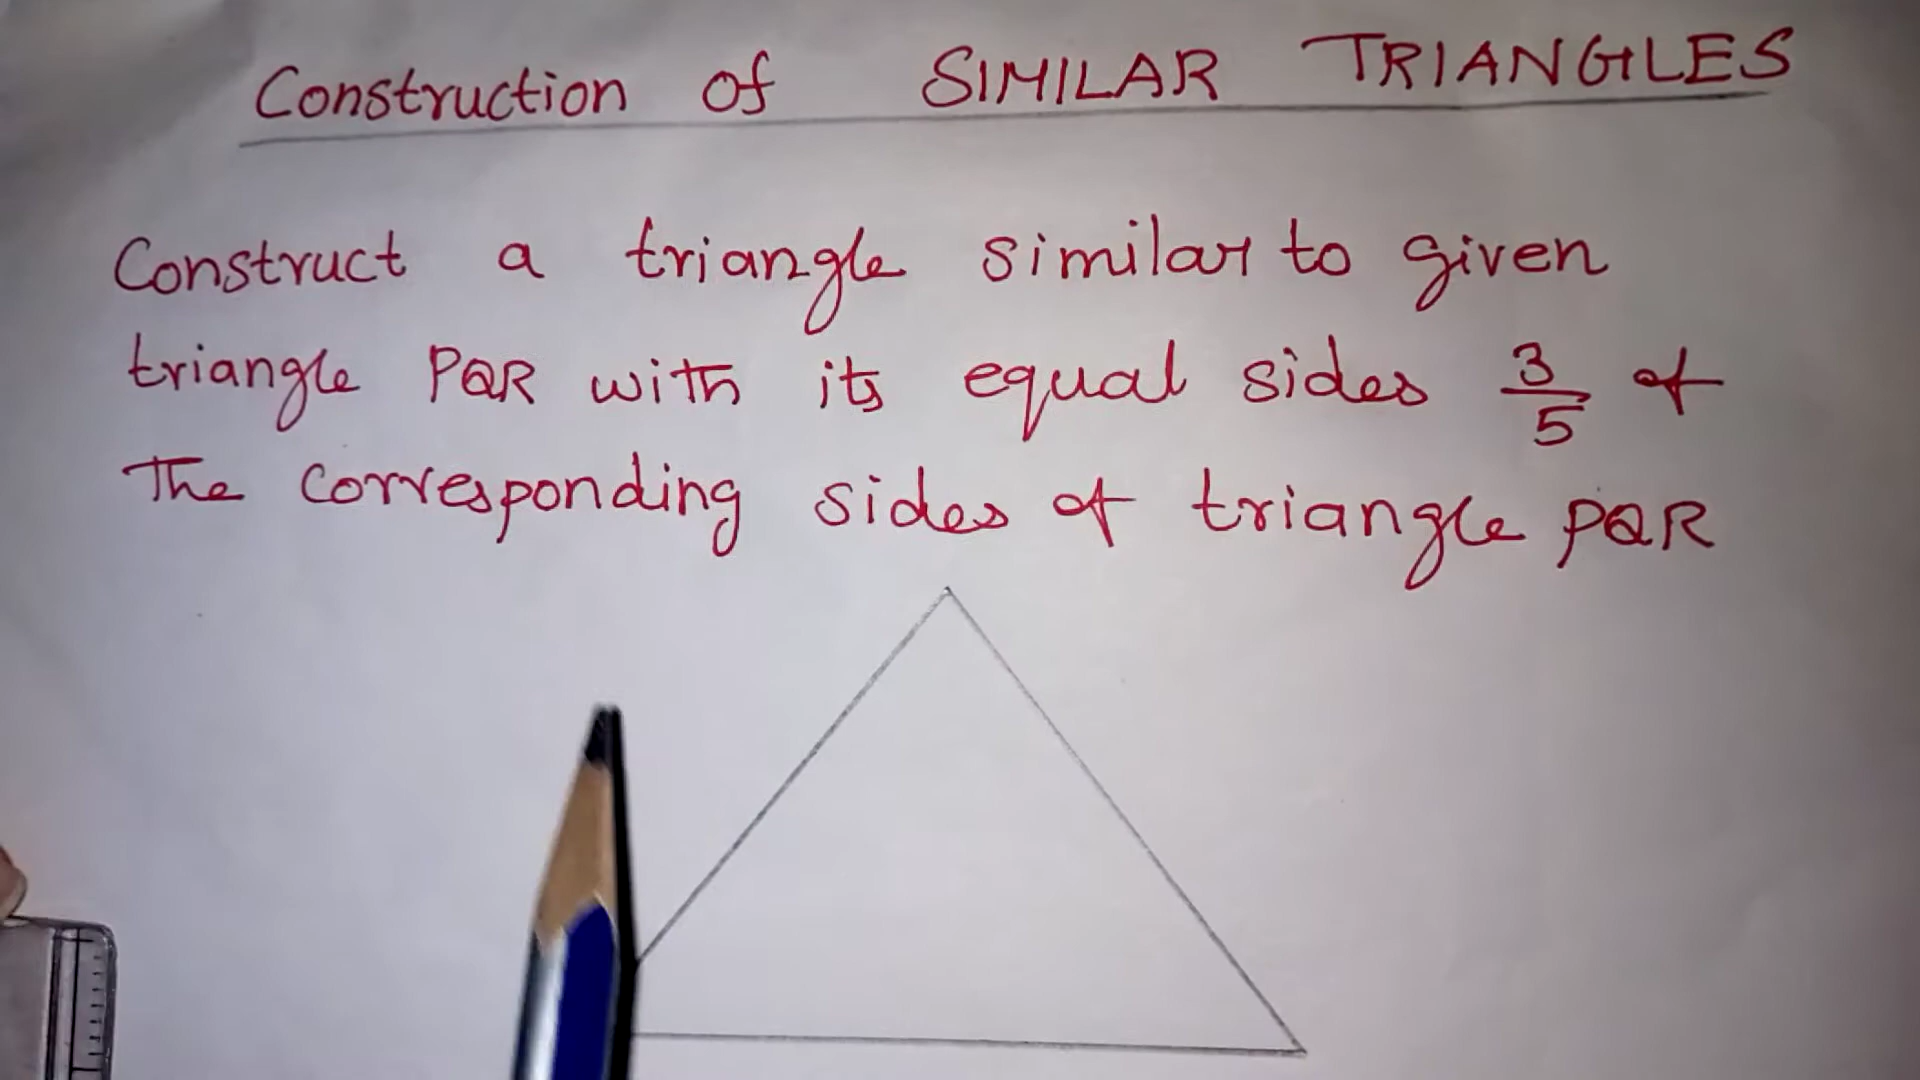 Construction of SIMILAR TRIANGLES
Construct a triangle similar to given
triangle PQR with its equal sides 3/5 of
The corresponding sides of triangle PQR